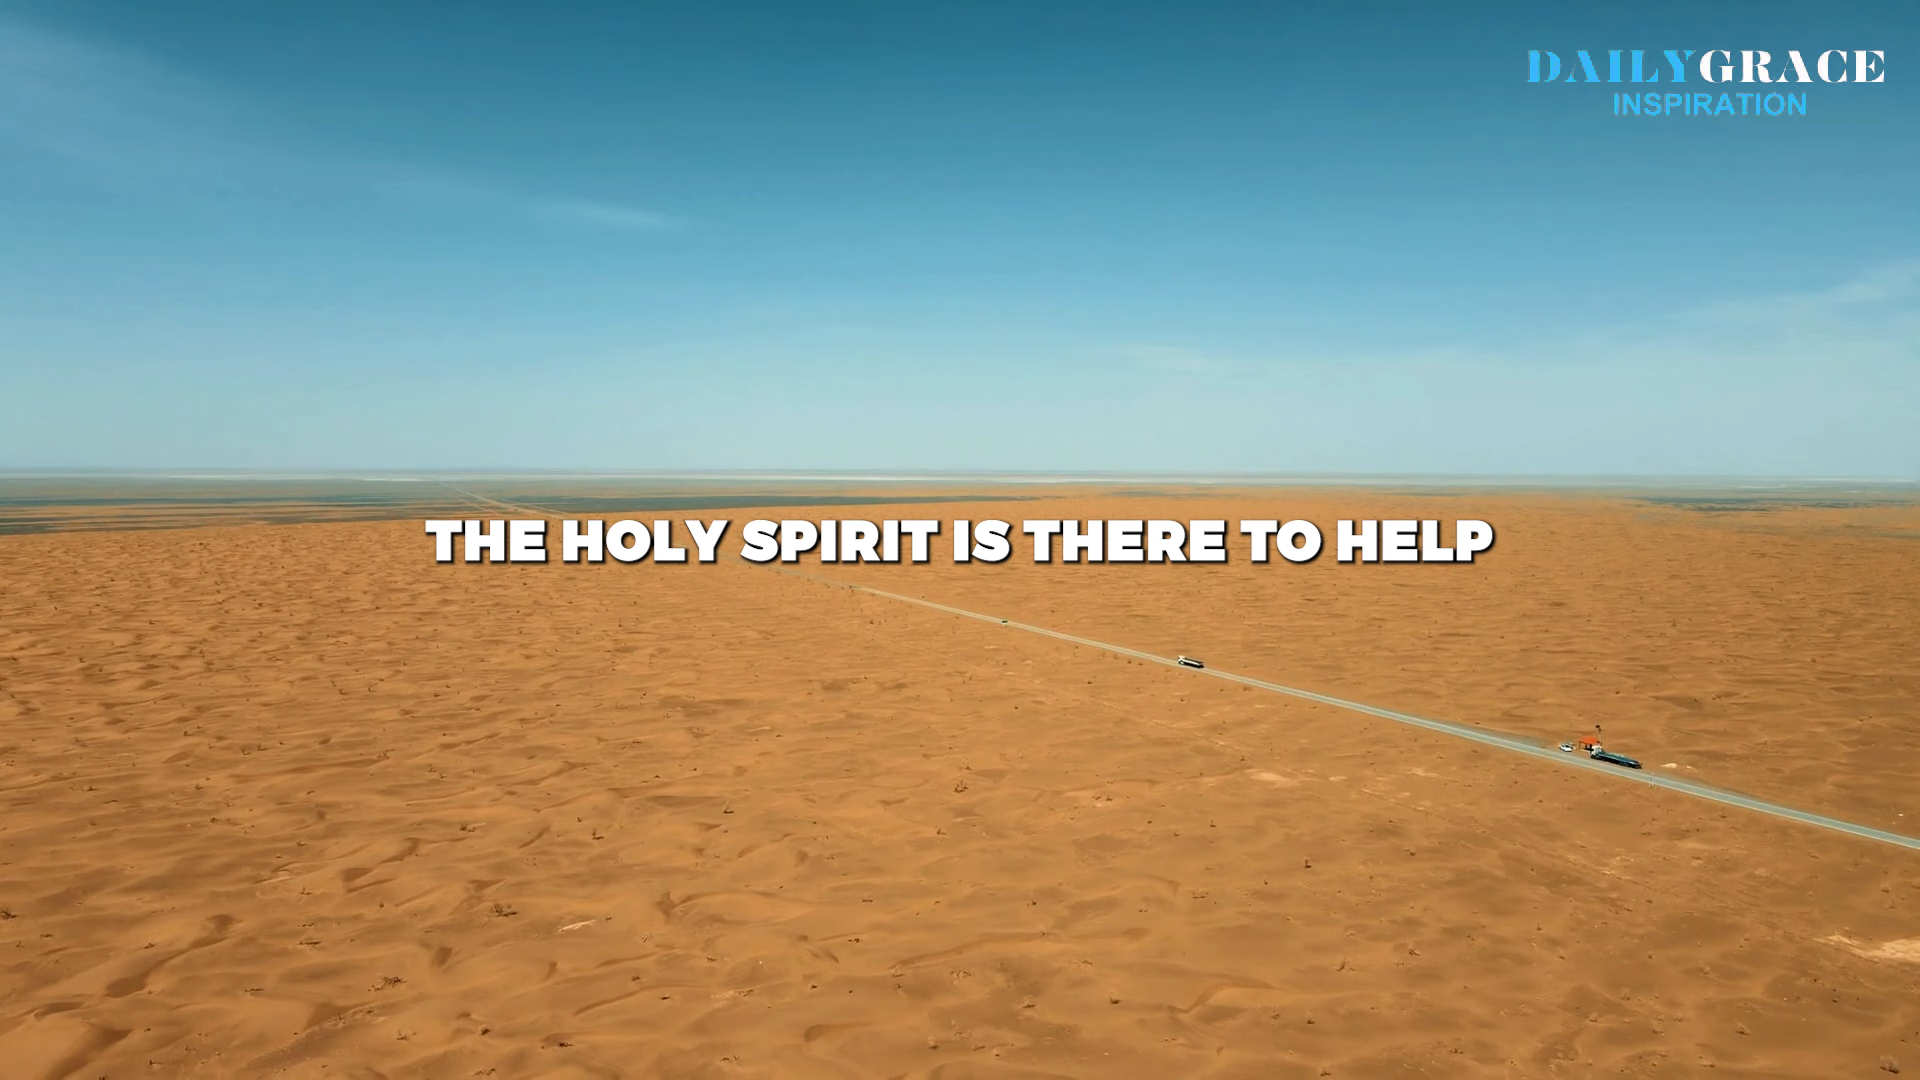 DAILYGRACE
INSPIRATION
THE HOLY SPIRIT IS THERE TO HELP